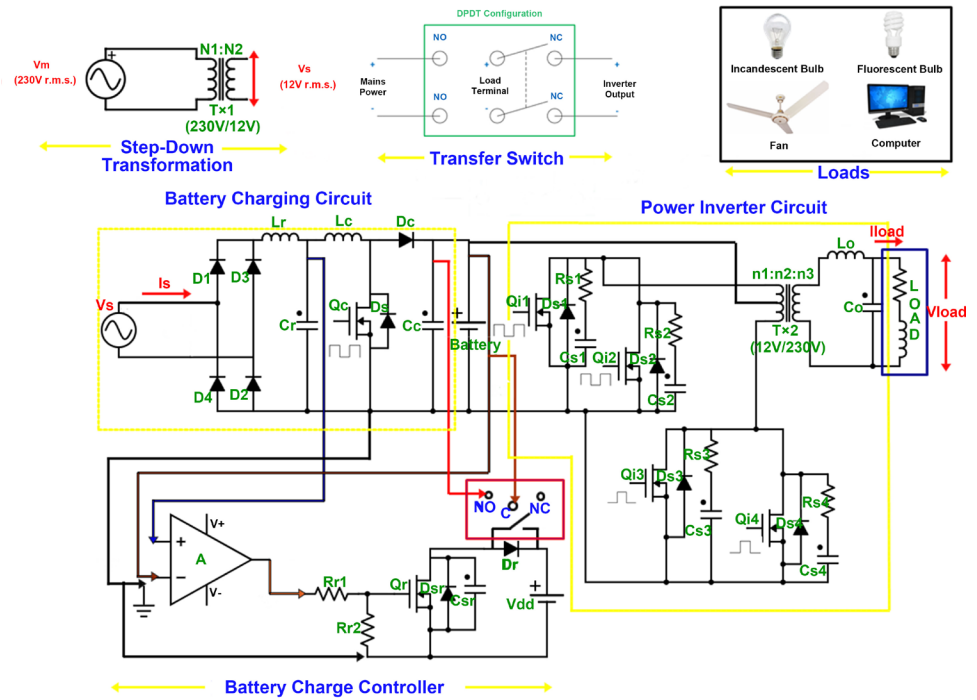 DPDT Configuration
NO
NC
NO
NC
Mains
Power
+
-
Load
Terminal
+
-
Inverter
Output
+
-
Transfer Switch
Vm
(230V r.m.s.)
+
N1:N2
T×1
(230V/12V)
Vs
(12V r.m.s.)
Step-Down
Transformation
Incandescent Bulb
Fluorescent Bulb
Fan
Computer
Loads
Battery Charging Circuit
Lr
Lc
Dc
D1
D3
Is
Vs
Qc
Ds
Cr
Cc
+
Battery
D4
D2
Power Inverter Circuit
Iload
Lo
n1:n2:n3
T×2
(12V/230V)
Co
LOAD
Vload
Qi1
Ds1
Rs1
Cs1
Qi2
Ds2
Rs2
Cs2
Qi3
Ds3
Rs3
Cs3
Qi4
Ds4
Rs4
Cs4
NO
C
NC
Dr
V+
+
A
-
V-
Rr1
Rr2
Qr
Dsr
Csr
+
Vdd
Battery Charge Controller